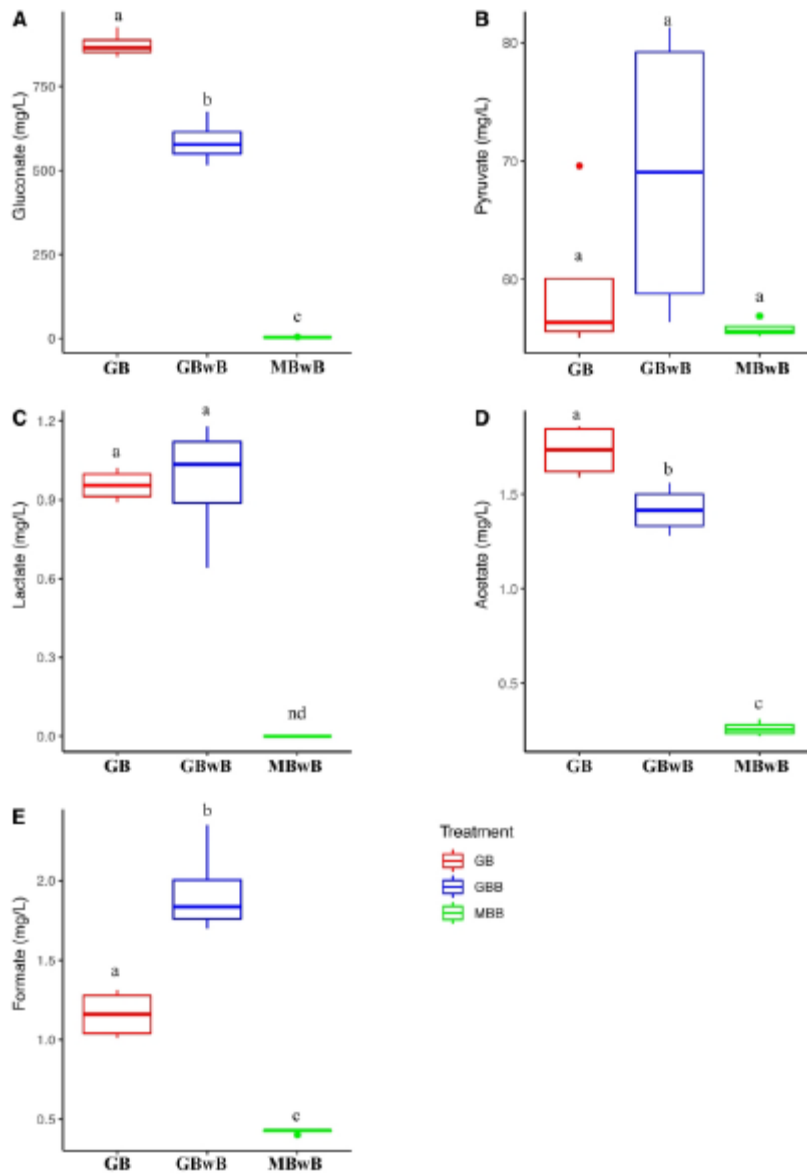 A
a
b
c
750
500
250
0
Gluconate (mg/L)
GB GBwB MBwB
B
a
a
a
80
70
60
Pyruvate (mg/L)
GB GBwB MBwB
C
a
a
nd
1.2
0.9
0.6
0.3
0.0
Lactate (mg/L)
GB GBwB MBwB
D
a
b
c
1.5
1.0
0.5
Acetate (mg/L)
GB GBwB MBwB
E
a
b
c
2.0
1.5
1.0
0.5
Formate (mg/L)
GB GBwB MBwB
Treatment
GB
GBB
MBB